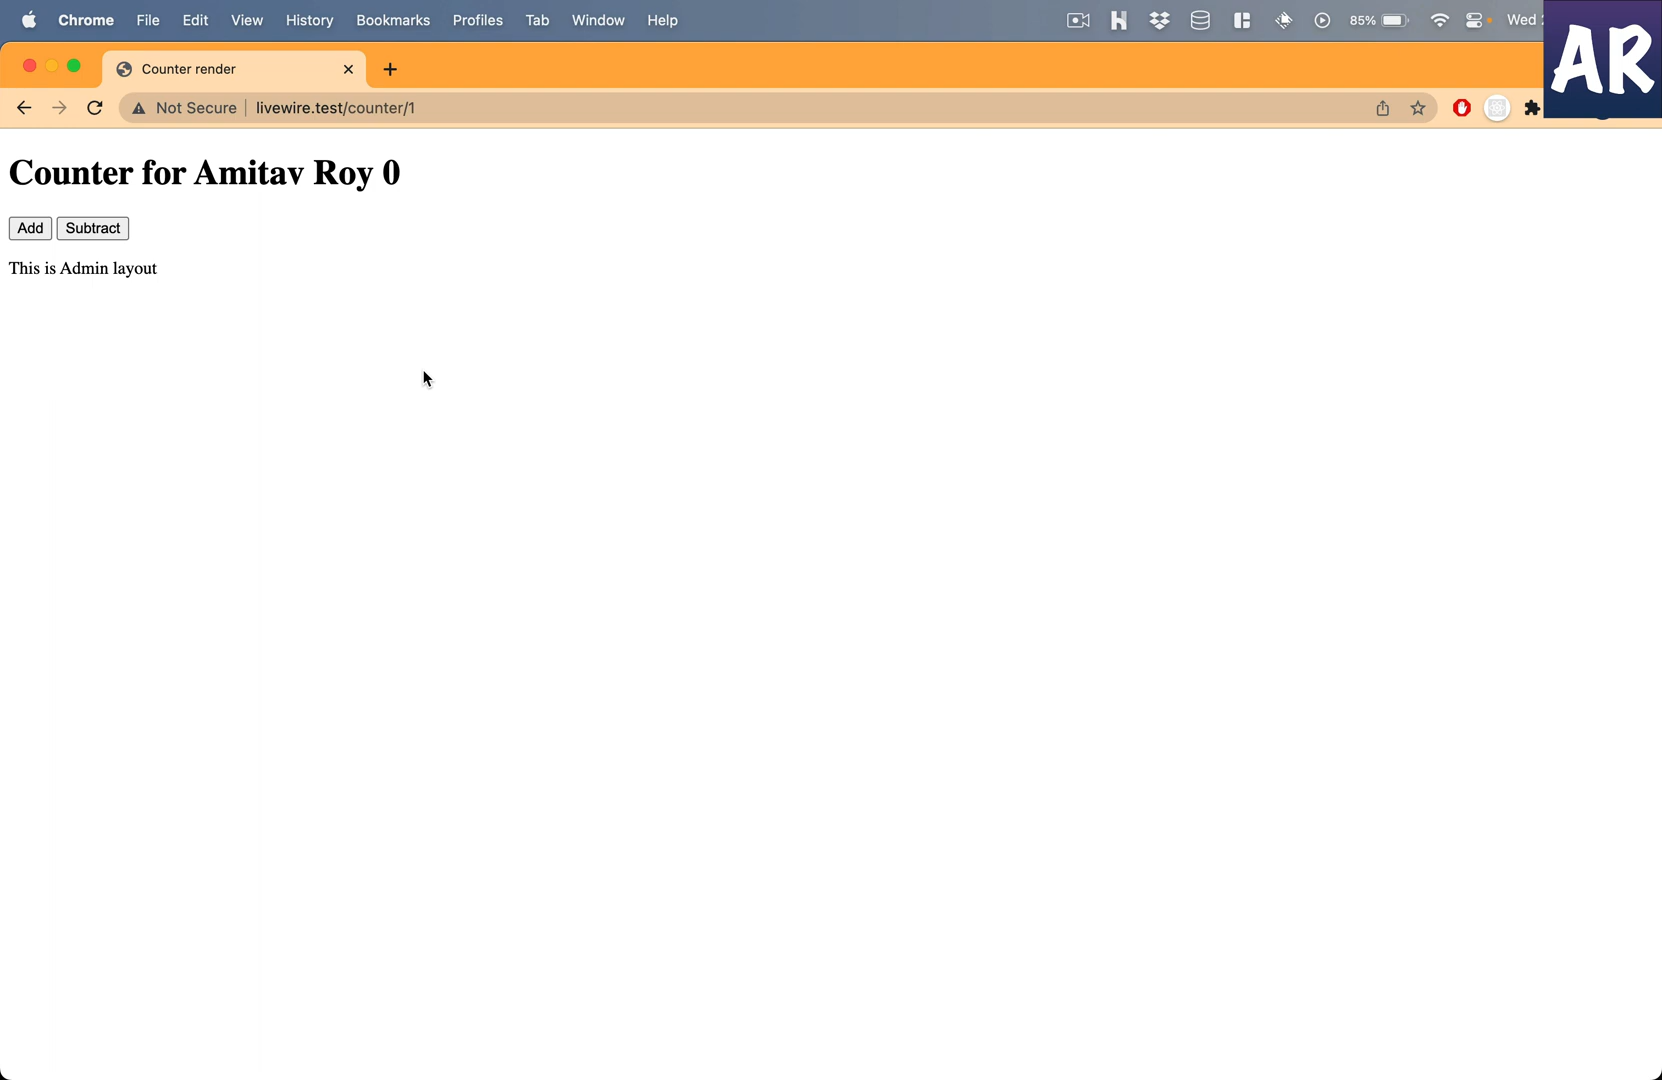 Chrome File Edit View History Bookmarks Profiles Tab Window Help 85% Wed
AR
Counter render
Not Secure livewire.test/counter/1
Counter for Amitav Roy 0
Add Subtract
This is Admin layout